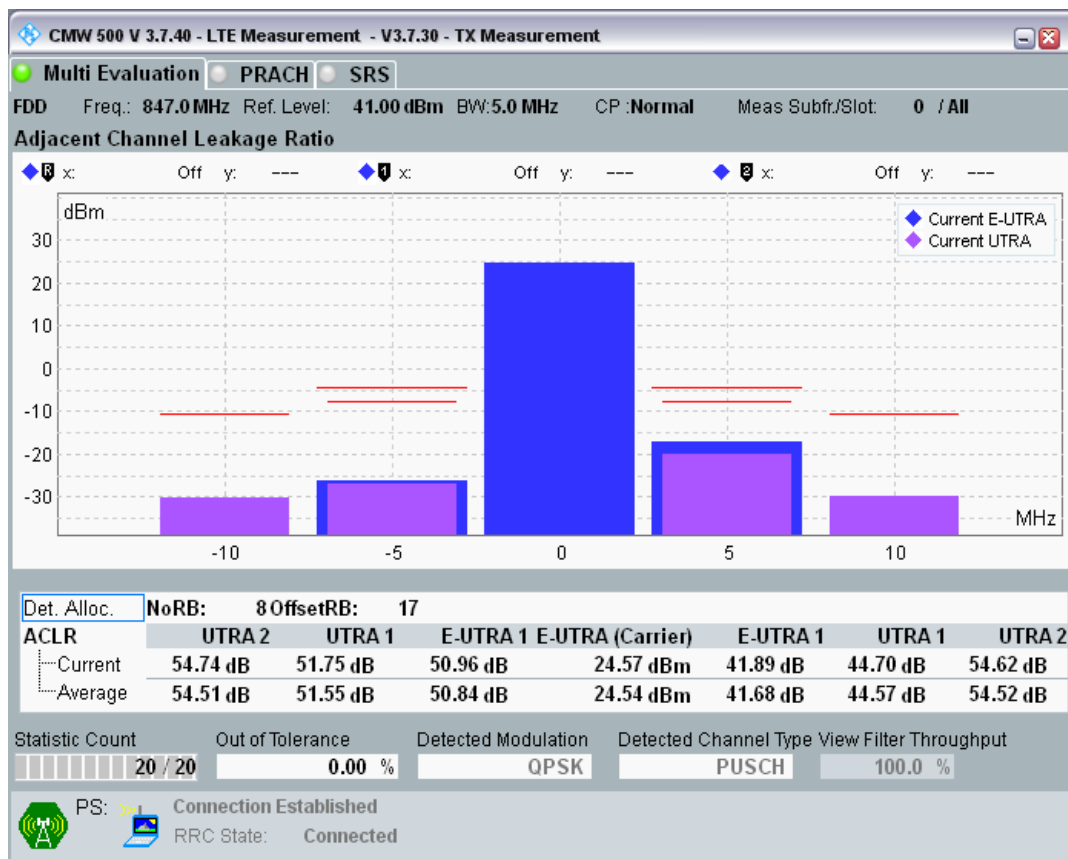 CMW 500 V 3.7.40 - LTE Measurement - V3.7.30 - TX Measurement
Multi Evaluation PRACH SRS
FDD Freq.: 847.0 MHz Ref. Level: 41.00 dBm BW:5.0 MHz CP :Normal Meas Subfr./Slot: 0 / All
Adjacent Channel Leakage Ratio
R x: Off y: --- 1 x: Off y: --- 2 x: Off y: ---
dBm
Current E-UTRA
Current UTRA
30
20
10
0
-10
-20
-30
MHz
-10 -5 0 5 10
Det. Alloc. NoRB: 8 OffsetRB: 17
ACLR UTRA 2 UTRA 1 E-UTRA 1 E-UTRA (Carrier) E-UTRA 1 UTRA 1 UTRA 2
Current 54.74 dB 51.75 dB 50.96 dB 24.57 dBm 41.89 dB 44.70 dB 54.62 dB
Average 54.51 dB 51.55 dB 50.84 dB 24.54 dBm 41.68 dB 44.57 dB 54.52 dB
Statistic Count Out of Tolerance Detected Modulation Detected Channel Type View Filter Throughput
20 / 20 0.00 % QPSK PUSCH 100.0 %
PS: Connection Established
RRC State: Connected